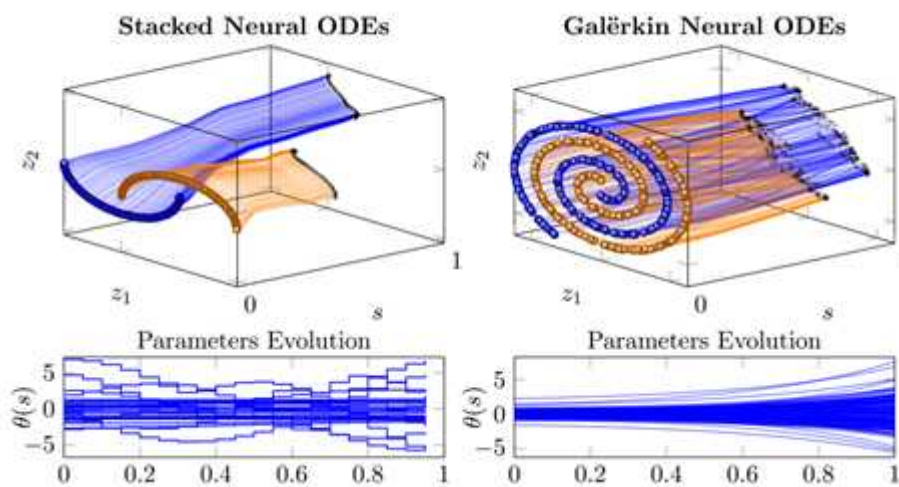 Stacked Neural ODEs
Galërkin Neural ODEs
z2
z1
0
s
1
z2
z1
0
s
Parameters Evolution
5
−5
θ(s)
0
0.2
0.4
0.6
0.8
1
Parameters Evolution
5
0
−5
θ(s)
0
0.2
0.4
0.6
0.8
1